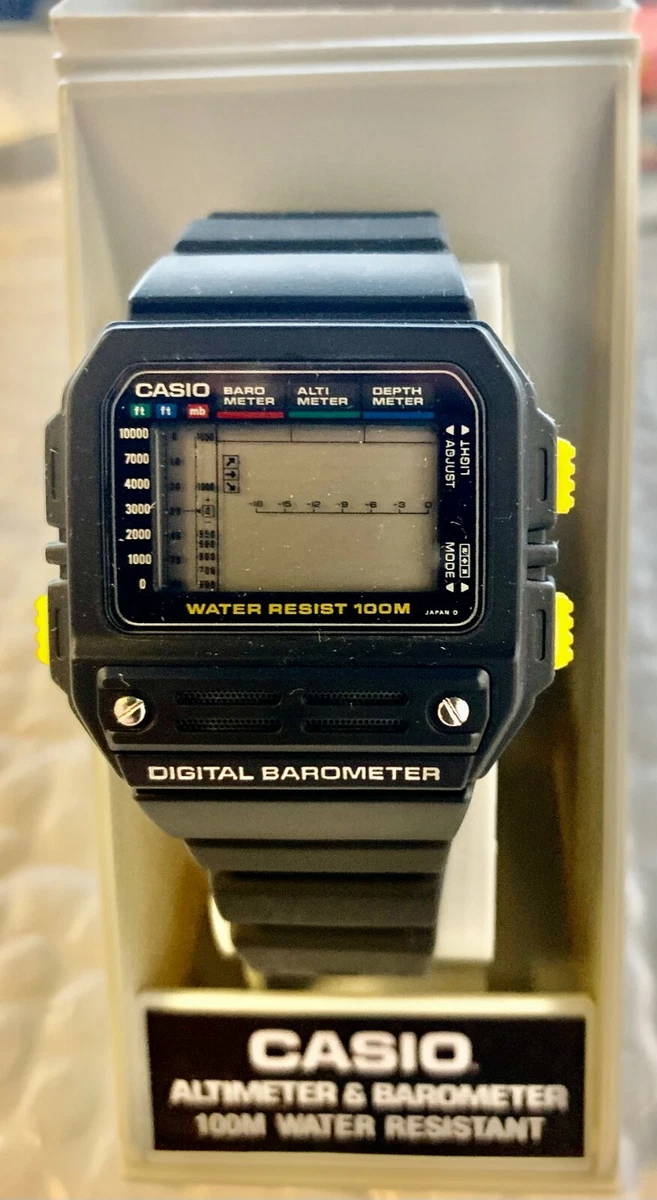 CASIO BARO METER ALTI METER DEPTH METER
ft ft mb
10000
7000
4000
3000
2000
1000
0
1050
1000
-18 -15 -12 -9 -6 -3 0
LIGHT
ADJUST
MODE
WATER RESIST 100M
JAPAN
DIGITAL BAROMETER
CASIO
ALTIMETER & BAROMETER
100M WATER RESISTANT